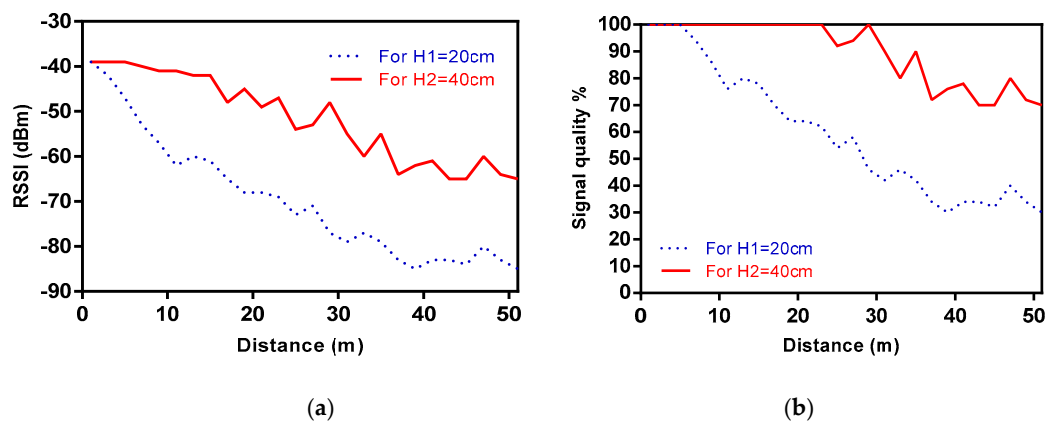 -30
-40
-50
-60
-70
-80
-90
RSSI (dBm)
For H1=20cm
For H2=40cm
0 10 20 30 40 50
Distance (m)
(a)
100
90
80
70
60
50
40
30
20
10
0
Signal quality %
For H1=20cm
For H2=40cm
0 10 20 30 40 50
Distance (m)
(b)